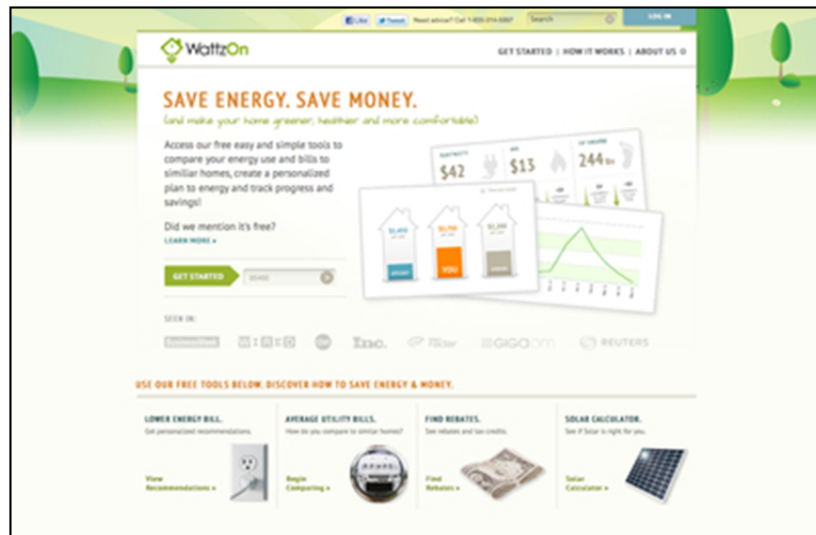 Like Tweet Need advice? Call Search LOG IN
WattzOn
GET STARTED | HOW IT WORKS | ABOUT US
SAVE ENERGY. SAVE MONEY.
(and make your home greener, healthier and more comfortable)
Access our free easy and simple tools to
compare your energy use and bills to
similiar homes, create a personalized
plan to energy and track progress and
savings!
Did we mention it's free?
LEARN MORE »
GET STARTED
ELECTRICITY GAS
$42 $13 244 lbs
YOU
SEEN IN:
BusinessWeek WIRED Inc. GIGAOM REUTERS
USE OUR FREE TOOLS BELOW. DISCOVER HOW TO SAVE ENERGY & MONEY.
LOWER ENERGY BILL.
Get personalized recommendations.
View
Recommendations »
AVERAGE UTILITY BILLS.
How do you compare to similar homes?
Begin
Comparing »
FIND REBATES.
See rebates and tax credits.
Find
Rebates »
SOLAR CALCULATOR.
See if Solar is right for you.
Solar
Calculator »